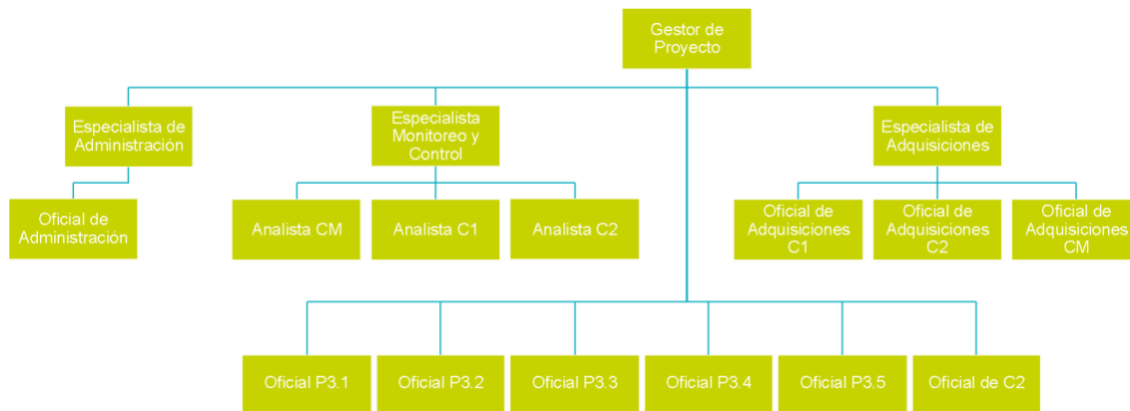 Gestor de
Proyecto
Especialista de
Administración
Especialista
Monitoreo y
Control
Especialista de
Adquisiciones
Oficial de
Administración
Analista CM
Analista C1
Analista C2
Oficial de
Adquisiciones
C1
Oficial de
Adquisiciones
C2
Oficial de
Adquisiciones
CM
Oficial P3.1
Oficial P3.2
Oficial P3.3
Oficial P3.4
Oficial P3.5
Oficial de C2